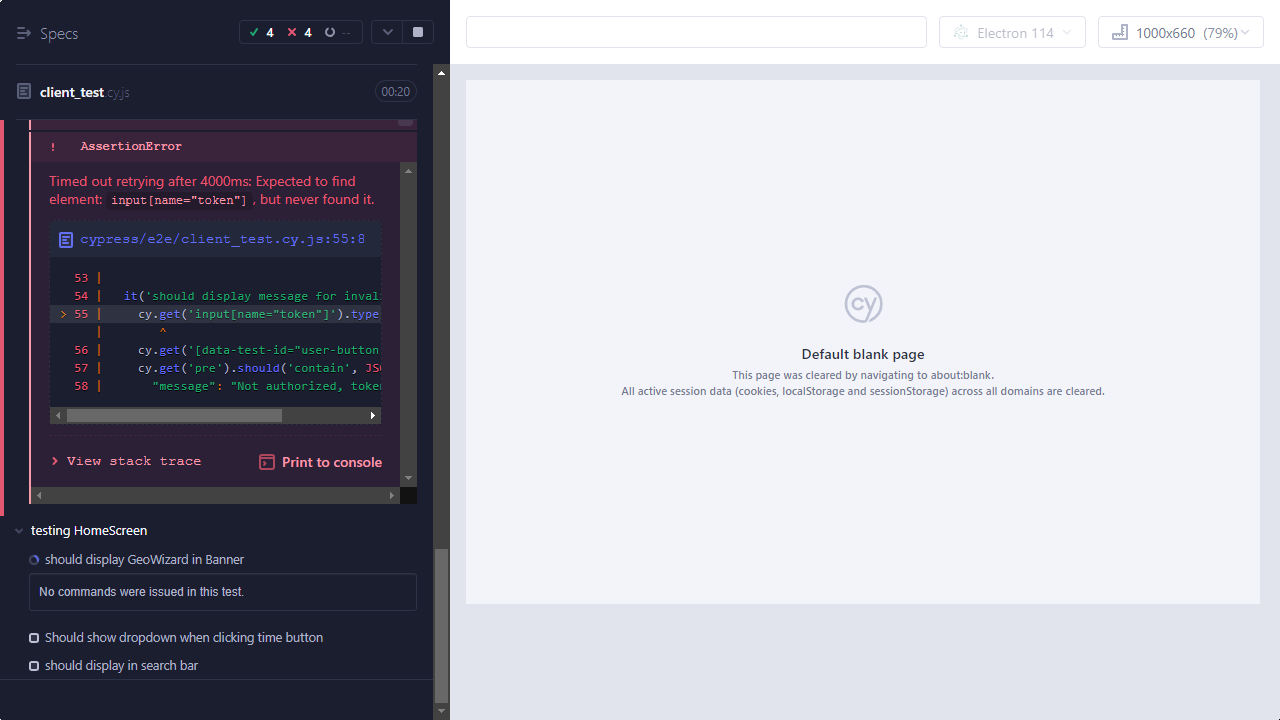 Specs
4
4
--
Electron 114
1000x660 (79%)
client_test.cy.js
00:20
! AssertionError
Timed out retrying after 4000ms: Expected to find
element: input[name="token"], but never found it.
cypress/e2e/client_test.cy.js:55:8
53 |
54 | it('should display message for invali
> 55 | cy.get('input[name="token"]').type
| ^
56 | cy.get('[data-test-id="user-button
57 | cy.get('pre').should('contain', JSO
58 | "message": "Not authorized, token
> View stack trace
Print to console
testing HomeScreen
should display GeoWizard in Banner
No commands were issued in this test.
Should show dropdown when clicking time button
should display in search bar
cy
Default blank page
This page was cleared by navigating to about:blank.
All active session data (cookies, localStorage and sessionStorage) across all domains are cleared.